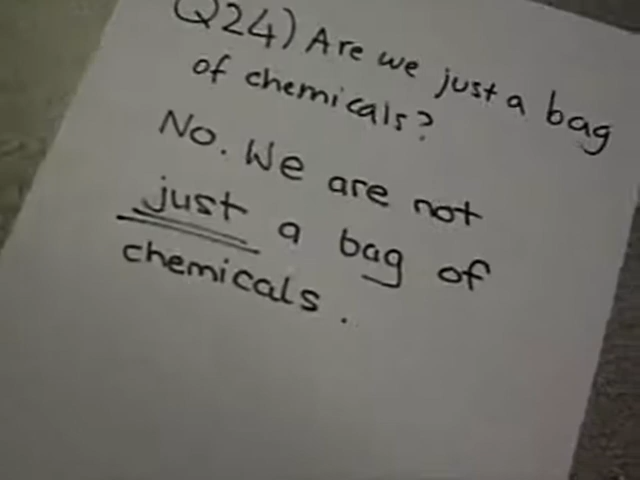 Q24) Are we just a bag
of chemicals?
No. We are not
just a bag of
chemicals.